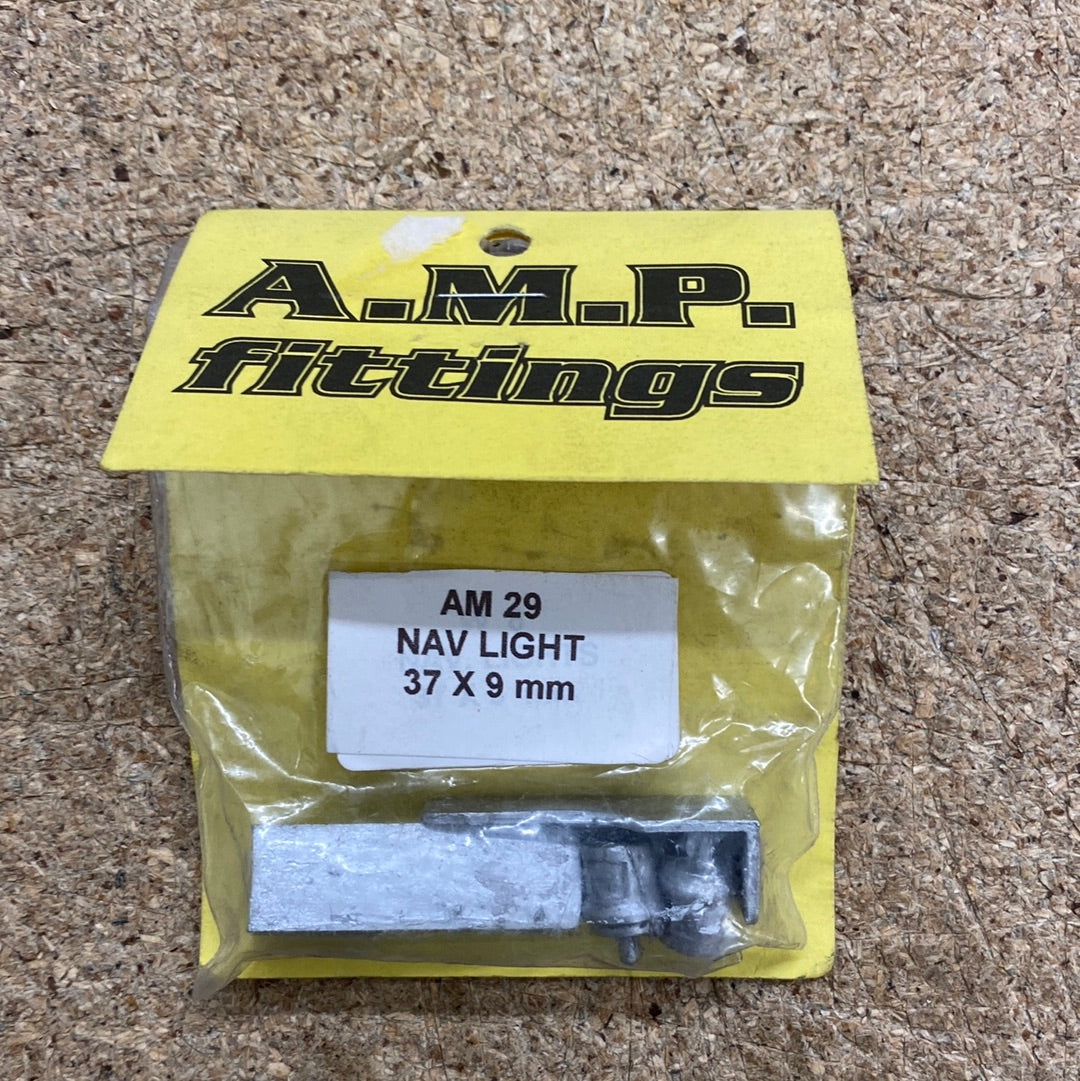 A.M.P.
fittings
AM 29
NAV LIGHT
37 X 9 mm